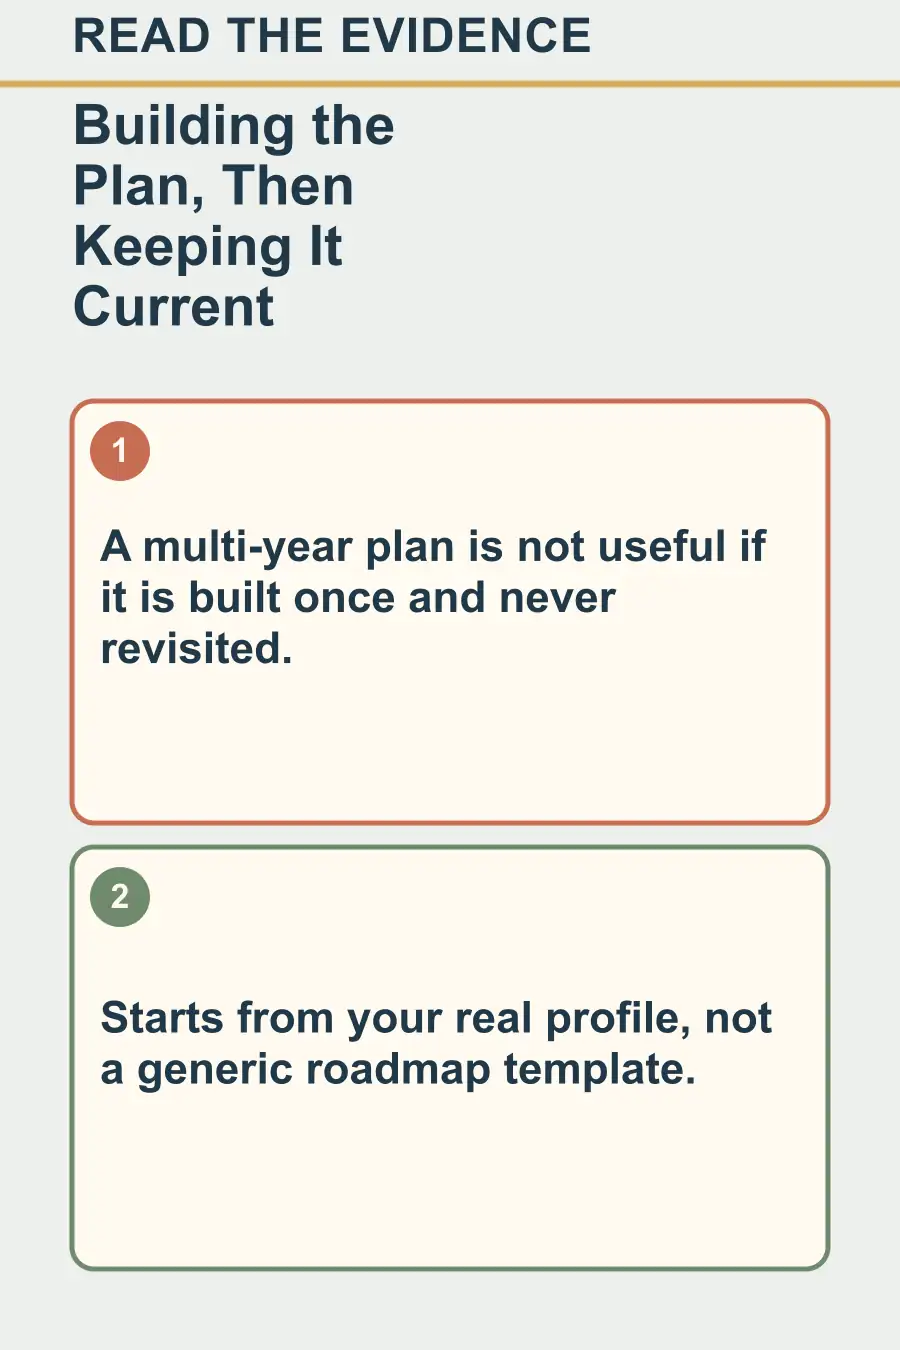 READ THE EVIDENCE
Building the
Plan, Then
Keeping It
Current
1
A multi-year plan is not useful if
it is built once and never
revisited.
2
Starts from your real profile, not
a generic roadmap template.